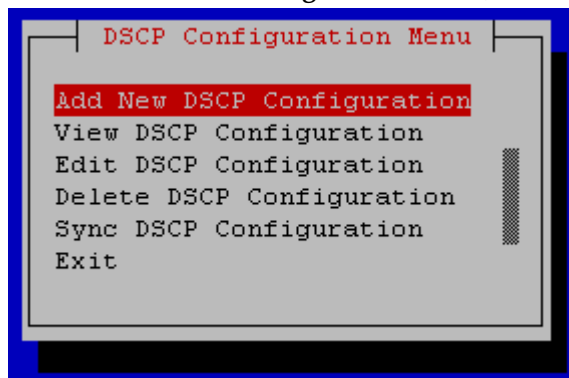 DSCP Configuration Menu
Add New DSCP Configuration
View DSCP Configuration
Edit DSCP Configuration
Delete DSCP Configuration
Sync DSCP Configuration
Exit